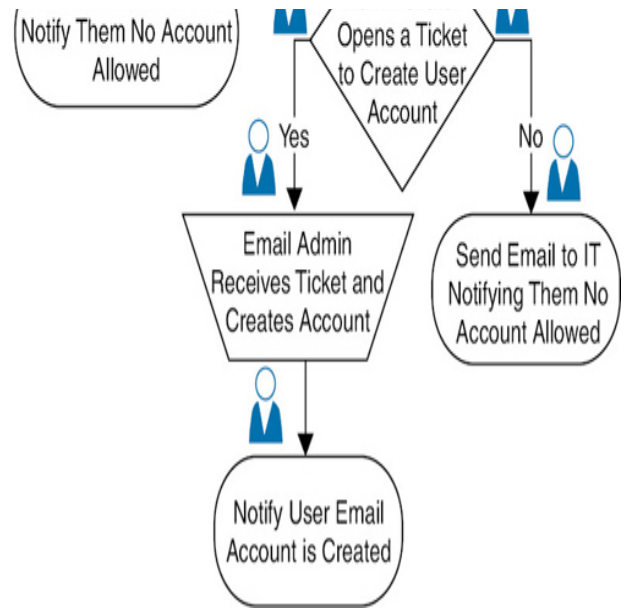 Notify Them No Account
Allowed
Opens a Ticket
to Create User
Account
Yes
No
Email Admin
Receives Ticket and
Creates Account
Send Email to IT
Notifying Them No
Account Allowed
Notify User Email
Account is Created